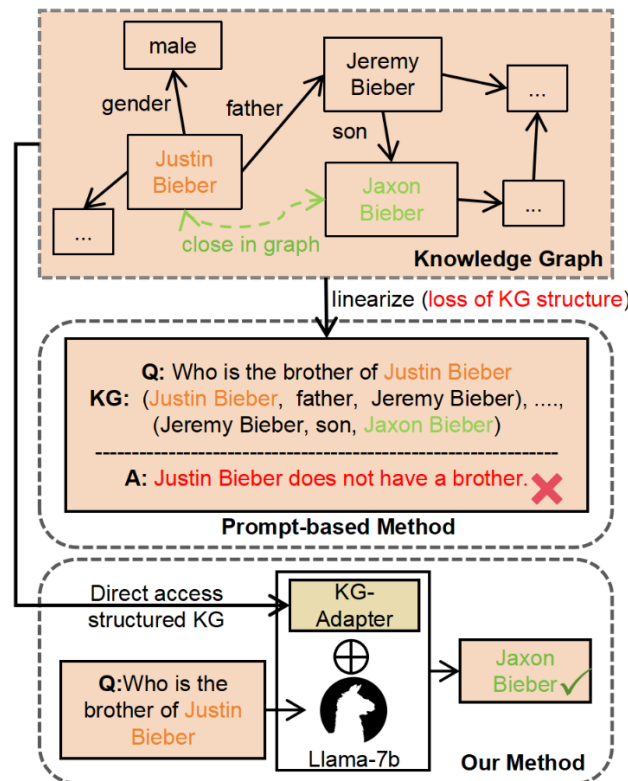 male
gender
father
Jeremy
Bieber
...
son
Justin
Bieber
Jaxon
Bieber
...
...
close in graph
Knowledge Graph
linearize (loss of KG structure)
Q: Who is the brother of Justin Bieber
KG: (Justin Bieber, father, Jeremy Bieber), ....,
(Jeremy Bieber, son, Jaxon Bieber)
A: Justin Bieber does not have a brother.
Prompt-based Method
Direct access
structured KG
KG-
Adapter
Q:Who is the
brother of Justin
Bieber
Llama-7b
Jaxon
Bieber
Our Method